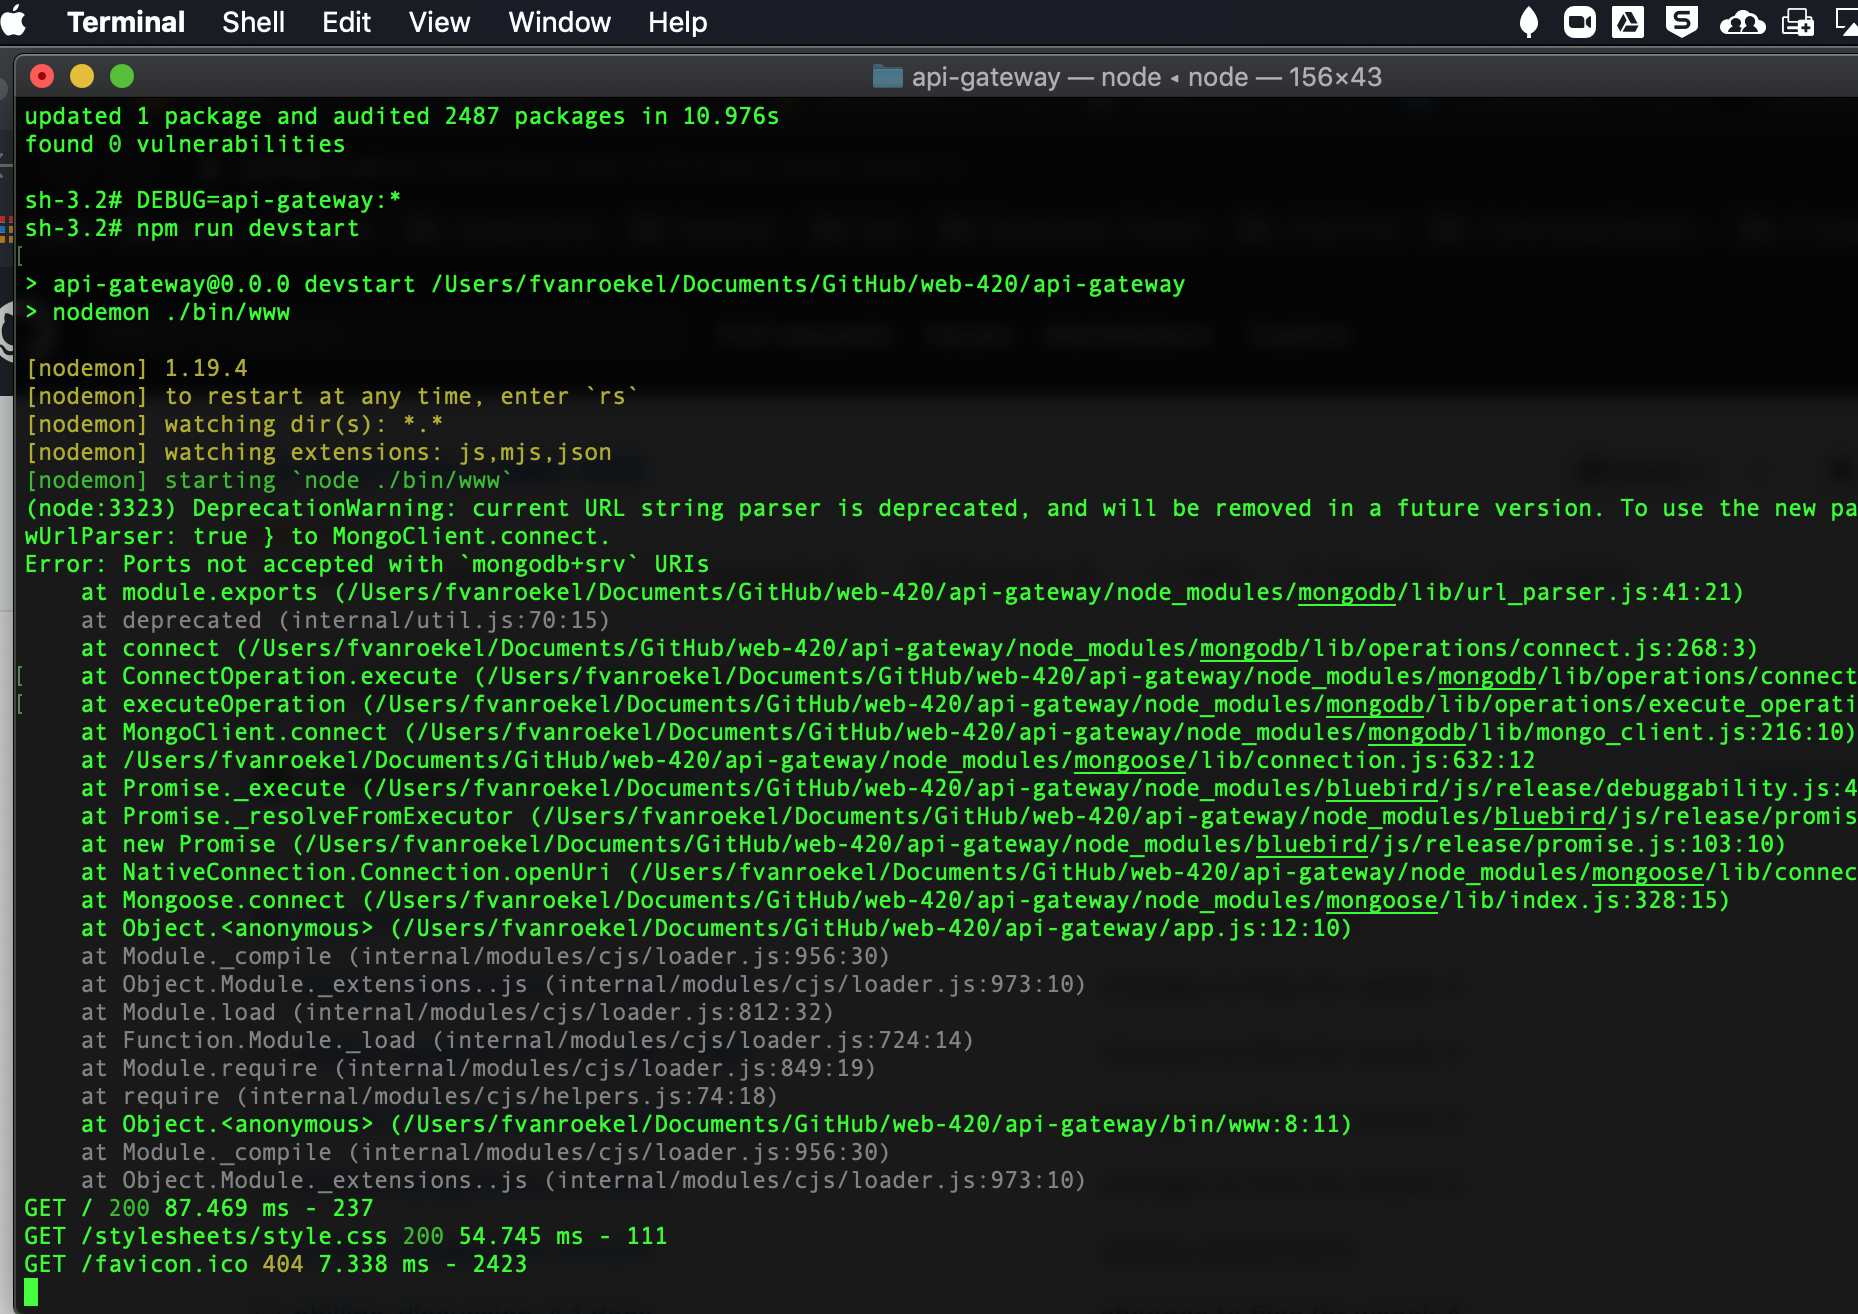 Terminal Shell Edit View Window Help
api-gateway — node ◂ node — 156×43
updated 1 package and audited 2487 packages in 10.976s
found 0 vulnerabilities
sh-3.2# DEBUG=api-gateway:*
sh-3.2# npm run devstart
[
> api-gateway@0.0.0 devstart /Users/fvanroekel/Documents/GitHub/web-420/api-gateway
> nodemon ./bin/www
[nodemon] 1.19.4
[nodemon] to restart at any time, enter `rs`
[nodemon] watching dir(s): *.*
[nodemon] watching extensions: js,mjs,json
[nodemon] starting `node ./bin/www`
(node:3323) DeprecationWarning: current URL string parser is deprecated, and will be removed in a future version. To use the new pa
wUrlParser: true } to MongoClient.connect.
Error: Ports not accepted with `mongodb+srv` URIs
at module.exports (/Users/fvanroekel/Documents/GitHub/web-420/api-gateway/node_modules/mongodb/lib/url_parser.js:41:21)
at deprecated (internal/util.js:70:15)
at connect (/Users/fvanroekel/Documents/GitHub/web-420/api-gateway/node_modules/mongodb/lib/operations/connect.js:268:3)
[ at ConnectOperation.execute (/Users/fvanroekel/Documents/GitHub/web-420/api-gateway/node_modules/mongodb/lib/operations/connect
[ at executeOperation (/Users/fvanroekel/Documents/GitHub/web-420/api-gateway/node_modules/mongodb/lib/operations/execute_operati
at MongoClient.connect (/Users/fvanroekel/Documents/GitHub/web-420/api-gateway/node_modules/mongodb/lib/mongo_client.js:216:10)
at /Users/fvanroekel/Documents/GitHub/web-420/api-gateway/node_modules/mongoose/lib/connection.js:632:12
at Promise._execute (/Users/fvanroekel/Documents/GitHub/web-420/api-gateway/node_modules/bluebird/js/release/debuggability.js:4
at Promise._resolveFromExecutor (/Users/fvanroekel/Documents/GitHub/web-420/api-gateway/node_modules/bluebird/js/release/promis
at new Promise (/Users/fvanroekel/Documents/GitHub/web-420/api-gateway/node_modules/bluebird/js/release/promise.js:103:10)
at NativeConnection.Connection.openUri (/Users/fvanroekel/Documents/GitHub/web-420/api-gateway/node_modules/mongoose/lib/connec
at Mongoose.connect (/Users/fvanroekel/Documents/GitHub/web-420/api-gateway/node_modules/mongoose/lib/index.js:328:15)
at Object.<anonymous> (/Users/fvanroekel/Documents/GitHub/web-420/api-gateway/app.js:12:10)
at Module._compile (internal/modules/cjs/loader.js:956:30)
at Object.Module._extensions..js (internal/modules/cjs/loader.js:973:10)
at Module.load (internal/modules/cjs/loader.js:812:32)
at Function.Module._load (internal/modules/cjs/loader.js:724:14)
at Module.require (internal/modules/cjs/loader.js:849:19)
at require (internal/modules/cjs/helpers.js:74:18)
at Object.<anonymous> (/Users/fvanroekel/Documents/GitHub/web-420/api-gateway/bin/www:8:11)
at Module._compile (internal/modules/cjs/loader.js:956:30)
at Object.Module._extensions..js (internal/modules/cjs/loader.js:973:10)
GET / 200 87.469 ms - 237
GET /stylesheets/style.css 200 54.745 ms - 111
GET /favicon.ico 404 7.338 ms - 2423